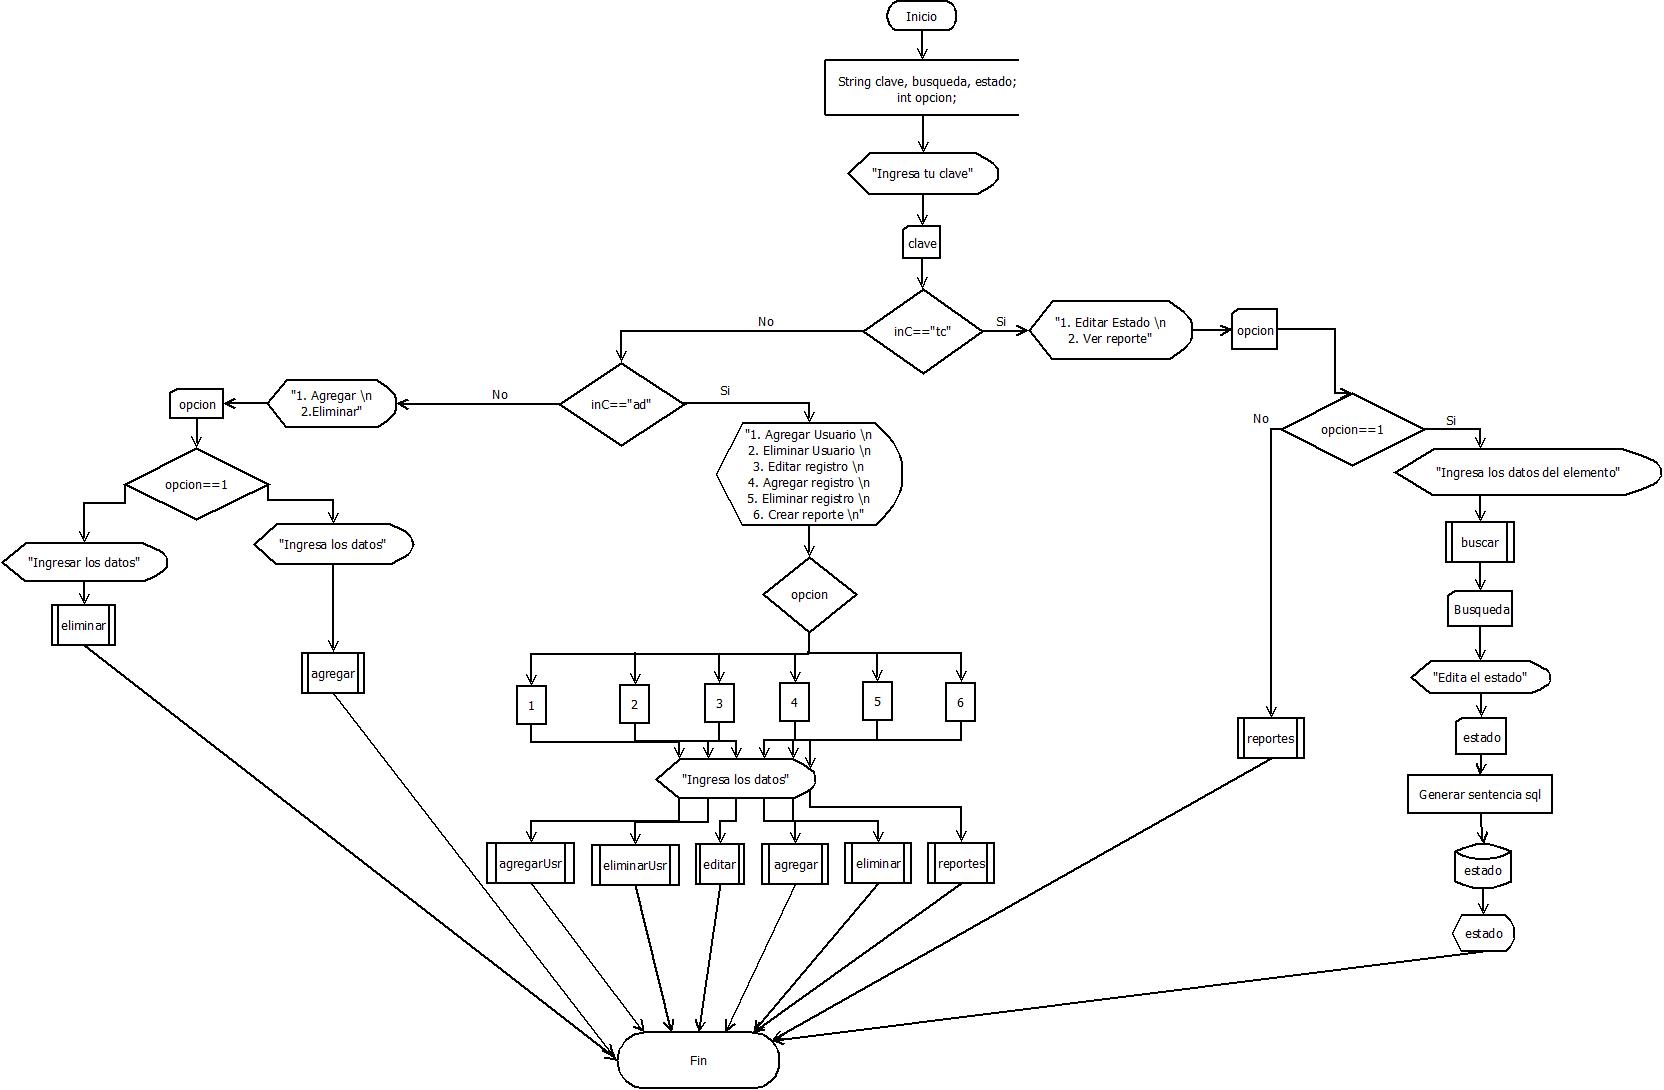 Inicio
String clave, busqueda, estado;
int opcion;
"Ingresa tu clave"
clave
inC=="tc"
No
Si
"1. Editar Estado \n
2. Ver reporte"
opcion
inC=="ad"
No
Si
"1. Agregar \n
2.Eliminar"
opcion
opcion==1
"Ingresar los datos"
eliminar
"Ingresa los datos"
agregar
"1. Agregar Usuario \n
2. Eliminar Usuario \n
3. Editar registro \n
4. Agregar registro \n
5. Eliminar registro \n
6. Crear reporte \n"
opcion
1
2
3
4
5
6
"Ingresa los datos"
agregarUsr
eliminarUsr
editar
agregar
eliminar
reportes
opcion==1
No
Si
reportes
"Ingresa los datos del elemento"
buscar
Busqueda
"Edita el estado"
estado
Generar sentencia sql
estado
estado
Fin